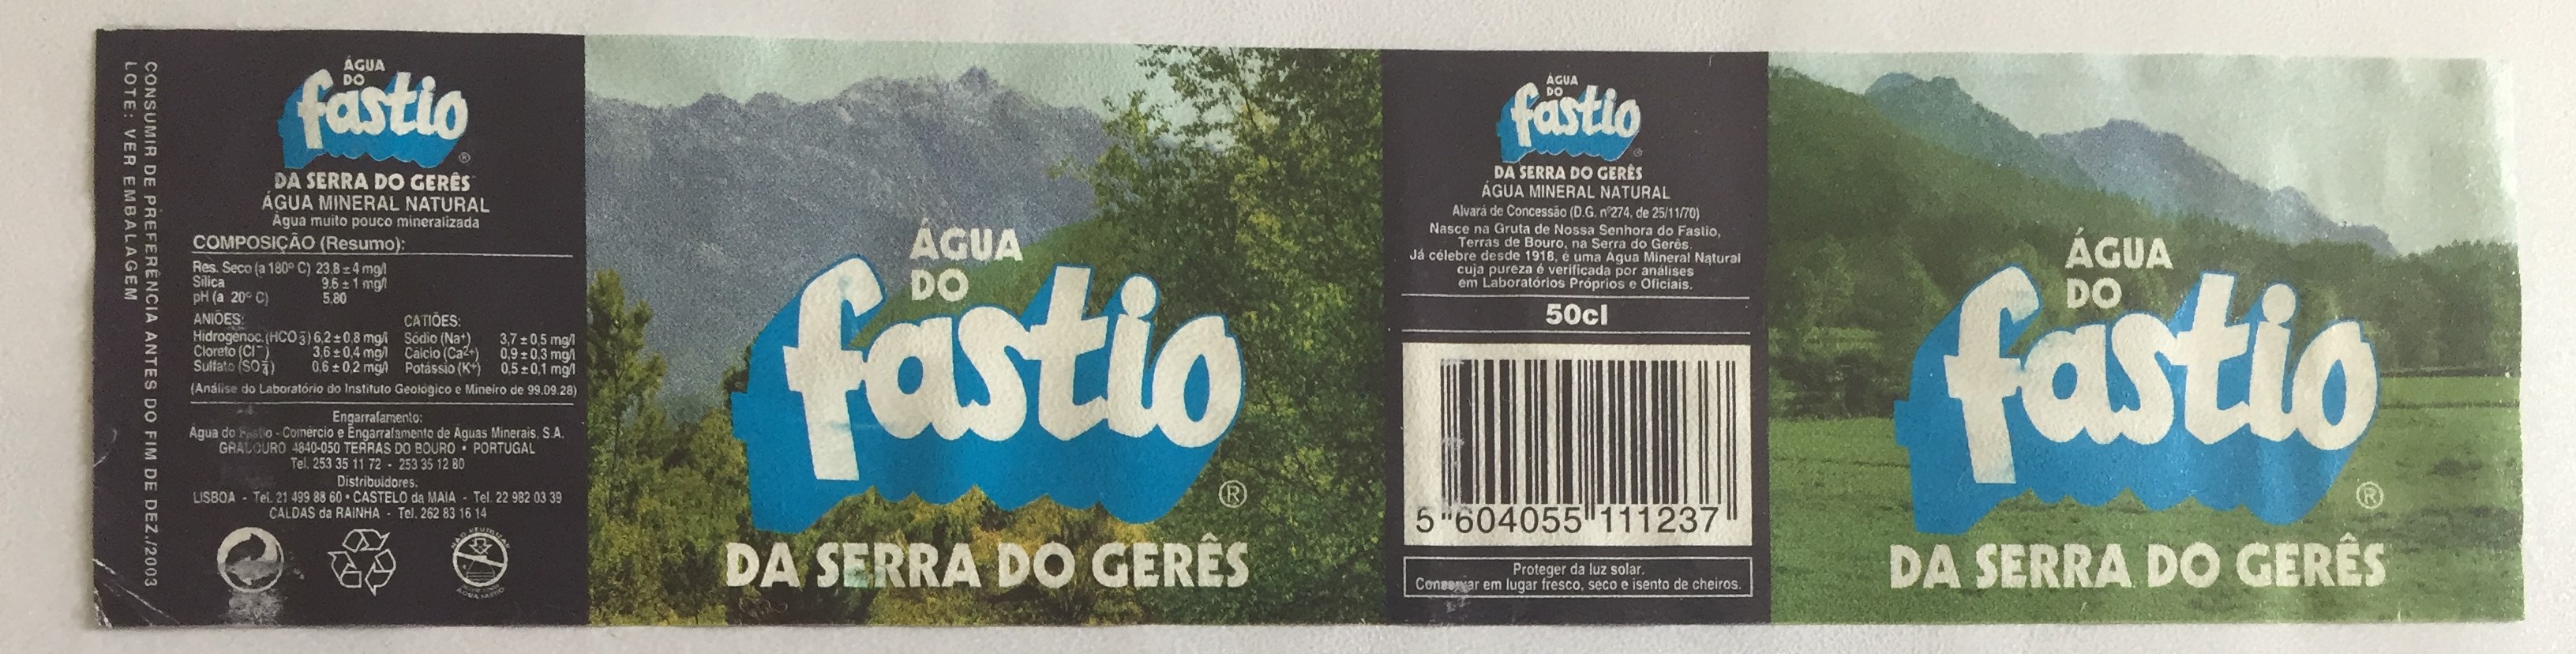 CONSUMIR DE PREFERÊNCIA ANTES DO FIM DE DEZ./2003
LOTE: VER EMBALAGEM
ÁGUA
DO
fastio
®
DA SERRA DO GERÊS
ÁGUA MINERAL NATURAL
Água muito pouco mineralizada
COMPOSIÇÃO (Resumo):
Res. Seco (a 180º C) 23,8 ± 4 mg/l
Sílica 9,6 ± 1 mg/l
pH (a 20º C) 5,80
ANIÕES: CATIÕES:
Hidrogenoc. (HCO3-) 6,2 ± 0,8 mg/l Sódio (Na+) 3,7 ± 0,5 mg/l
Cloreto (Cl-) 3,6 ± 0,4 mg/l Cálcio (Ca2+) 0,9 ± 0,3 mg/l
Sulfato (SO4) 0,6 ± 0,2 mg/l Potássio (K+) 0,5 ± 0,1 mg/l
(Análise do Laboratório do Instituto Geológico e Mineiro de 99.09.28)
Engarrafamento:
Água do Fastio - Comércio e Engarrafamento de Águas Minerais, S.A.
GRALOURO 4840-050 TERRAS DO BOURO • PORTUGAL
Tel. 253 35 11 72 - 253 35 12 80
Distribuidores.
LISBOA - Tel. 21 499 88 60 • CASTELO da MAIA - Tel. 22 982 03 39
CALDAS da RAINHA - Tel. 262 83 16 14
NÃO REUTILIZAR
ÁGUA FASTIO
ÁGUA
DO
fastio
®
DA SERRA DO GERÊS
ÁGUA
DO
fastio
®
DA SERRA DO GERÊS
ÁGUA MINERAL NATURAL
Alvará de Concessão (D.G. nº274, de 25/11/70)
Nasce na Gruta de Nossa Senhora do Fastio,
Terras de Bouro, na Serra do Gerês.
Já célebre desde 1918, é uma Água Mineral Natural
cuja pureza é verificada por análises
em Laboratórios Próprios e Oficiais.
50cl
5 604055 111237
Proteger da luz solar.
Conservar em lugar fresco, seco e isento de cheiros.
ÁGUA
DO
fastio
®
DA SERRA DO GERÊS